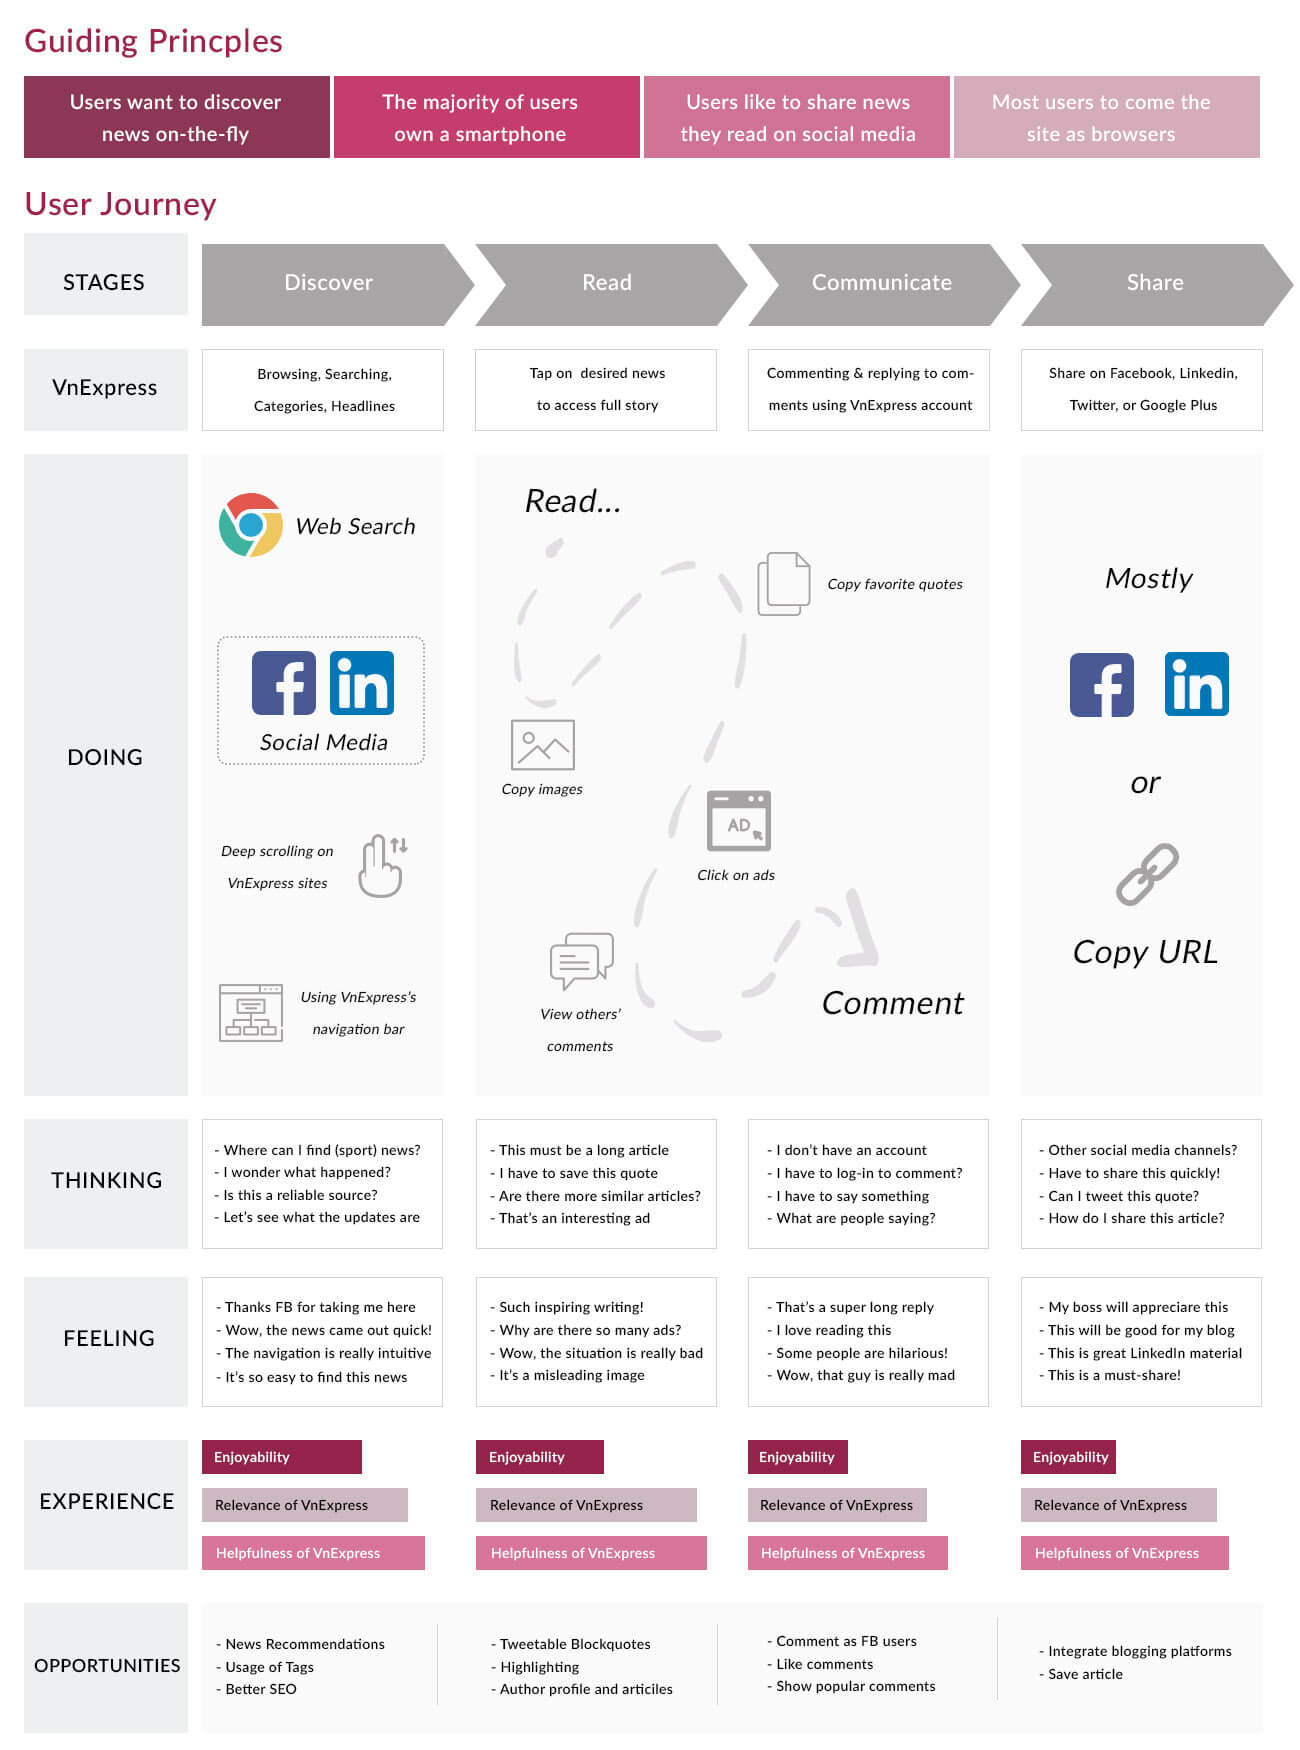 Guiding Princples
Users want to discover
news on-the-fly
The majority of users
own a smartphone
Users like to share news
they read on social media
Most users to come the
site as browsers
User Journey
STAGES
Discover
Read
Communicate
Share
VnExpress
Browsing, Searching,
Categories, Headlines
Tap on desired news
to access full story
Commenting & replying to com-
ments using VnExpress account
Share on Facebook, Linkedin,
Twitter, or Google Plus
DOING
Web Search
f
in
Social Media
Deep scrolling on
VnExpress sites
Using VnExpress's
navigation bar
Read...
Copy favorite quotes
Copy images
AD
Click on ads
View others'
comments
Comment
Mostly
f
in
or
Copy URL
THINKING
- Where can I find (sport) news?
- I wonder what happened?
- Is this a reliable source?
- Let's see what the updates are
- This must be a long article
- I have to save this quote
- Are there more similar articles?
- That's an interesting ad
- I don't have an account
- I have to log-in to comment?
- I have to say something
- What are people saying?
- Other social media channels?
- Have to share this quickly!
- Can I tweet this quote?
- How do I share this article?
FEELING
- Thanks FB for taking me here
- Wow, the news came out quick!
- The navigation is really intuitive
- It's so easy to find this news
- Such inspiring writing!
- Why are there so many ads?
- Wow, the situation is really bad
- It's a misleading image
- That's a super long reply
- I love reading this
- Some people are hilarious!
- Wow, that guy is really mad
- My boss will appreciare this
- This will be good for my blog
- This is great LinkedIn material
- This is a must-share!
EXPERIENCE
Enjoyability
Relevance of VnExpress
Helpfulness of VnExpress
Enjoyability
Relevance of VnExpress
Helpfulness of VnExpress
Enjoyability
Relevance of VnExpress
Helpfulness of VnExpress
Enjoyability
Relevance of VnExpress
Helpfulness of VnExpress
OPPORTUNITIES
- News Recommendations
- Usage of Tags
- Better SEO
- Tweetable Blockquotes
- Highlighting
- Author profile and articiles
- Comment as FB users
- Like comments
- Show popular comments
- Integrate blogging platforms
- Save article